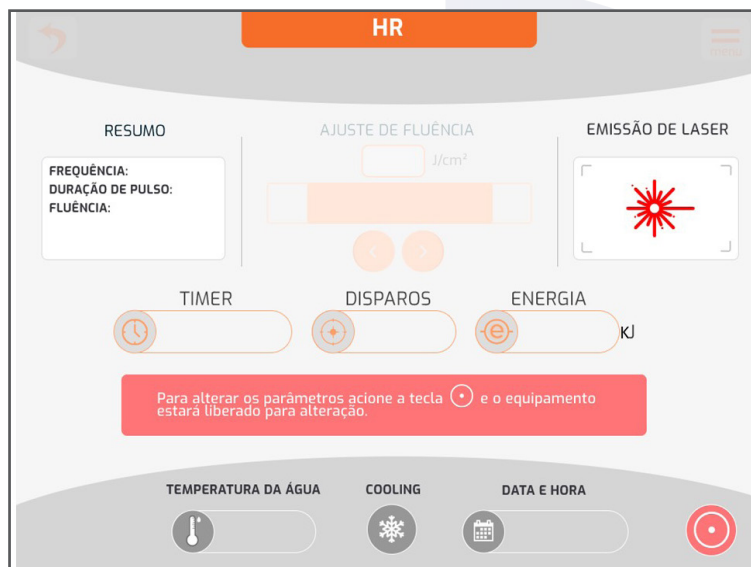 HR
menu
RESUMO
AJUSTE DE FLUÊNCIA
EMISSÃO DE LASER
J/cm²
FREQUÊNCIA:
DURAÇÃO DE PULSO:
FLUÊNCIA:
TIMER
DISPAROS
ENERGIA
KJ
Para alterar os parâmetros acione a tecla e o equipamento
estará liberado para alteração.
TEMPERATURA DA ÁGUA
COOLING
DATA E HORA